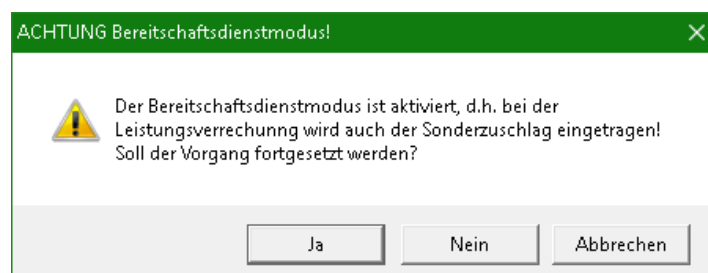 ACHTUNG Bereitschaftsdienstmodus!
Der Bereitschaftsdienstmodus ist aktiviert, d.h. bei der
Leistungsverrechunng wird auch der Sonderzuschlag eingetragen!
Soll der Vorgang fortgesetzt werden?
Ja Nein Abbrechen